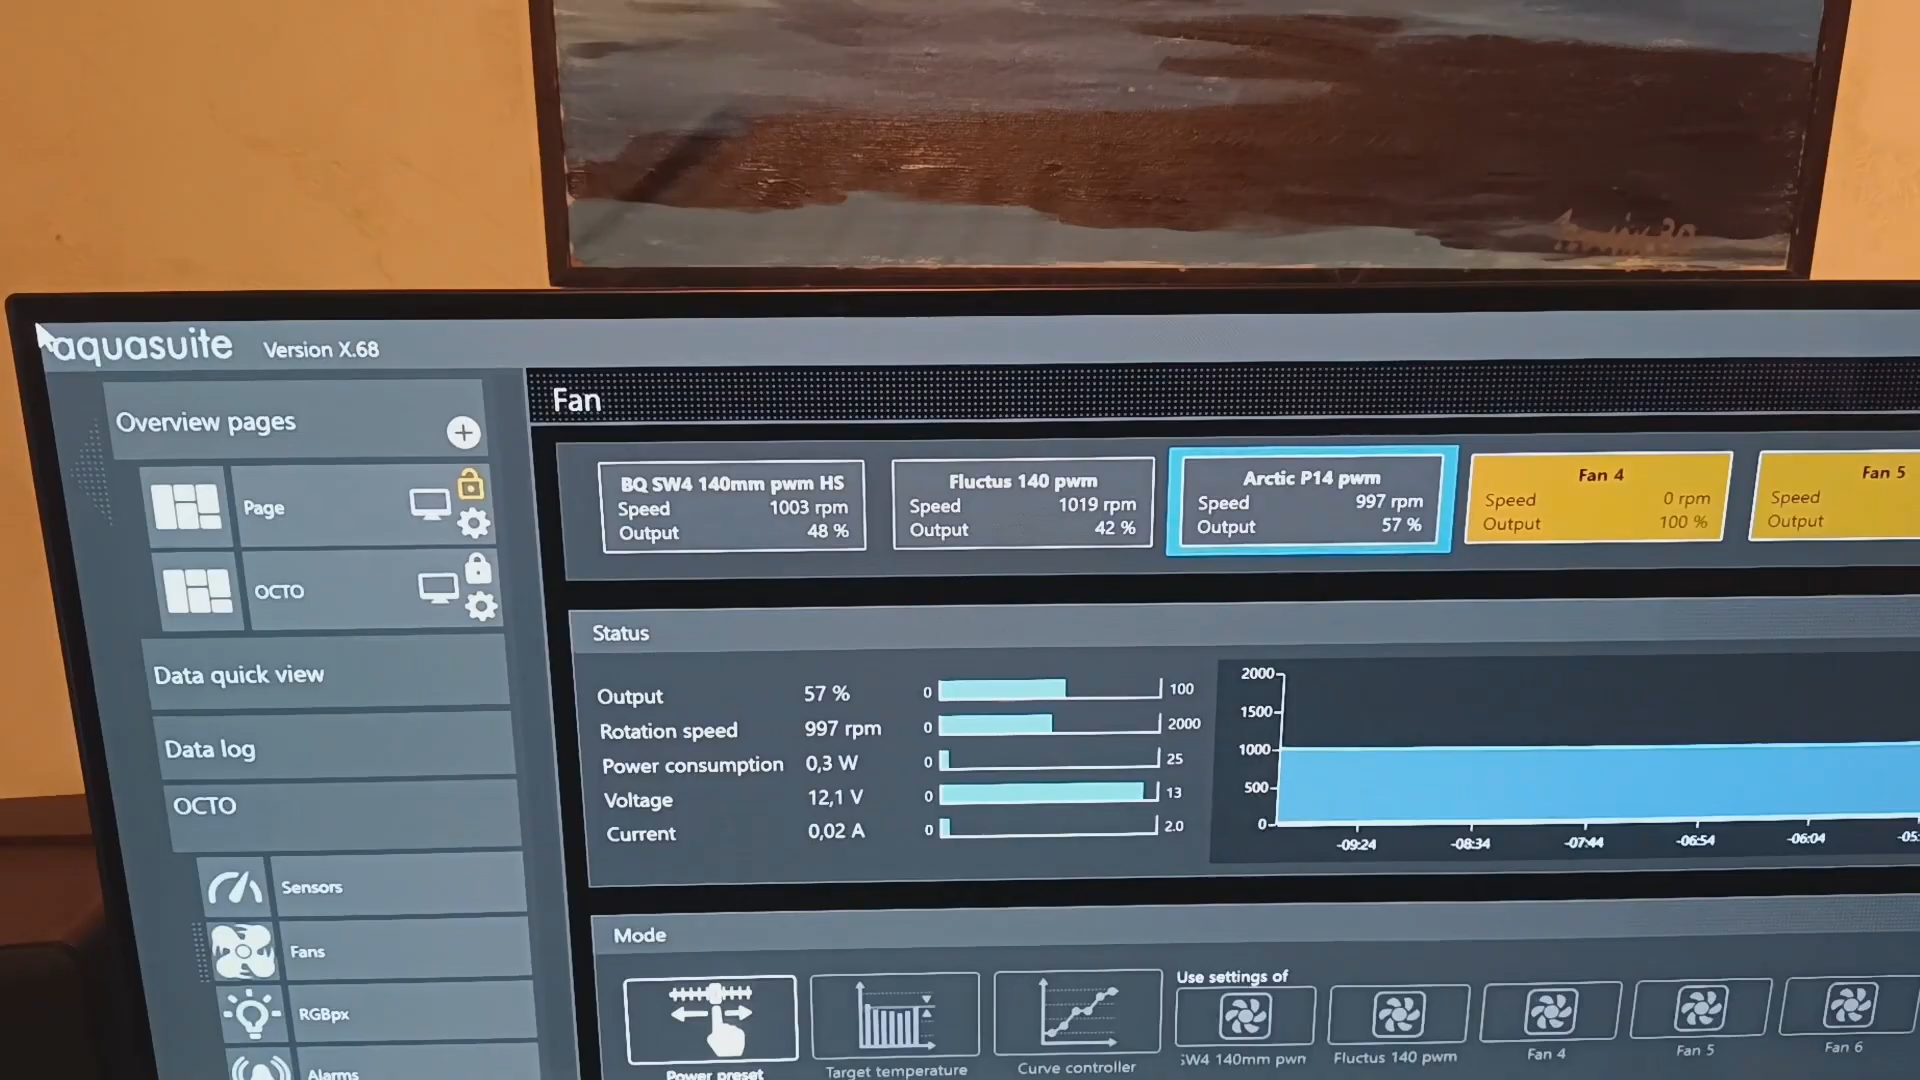 aquasuite Version X.68
Overview pages
Page
OCTO
Data quick view
Data log
OCTO
Sensors
Fans
RGBpx
Alarms
Fan
BQ SW4 140mm pwm HS
Speed 1003 rpm
Output 48 %
Fluctus 140 pwm
Speed 1019 rpm
Output 42 %
Arctic P14 pwm
Speed 997 rpm
Output 57 %
Fan 4
Speed 0 rpm
Output 100 %
Fan 5
Speed
Output
Status
Output 57 % 0 100
Rotation speed 997 rpm 0 2000
Power consumption 0,3 W 0 25
Voltage 12,1 V 0 13
Current 0,02 A 0 2.0
2000
1500
1000
500
0
-09:24 -08:34 -07:44 -06:54 -06:04 -05:
Mode
Power preset
Target temperature
Curve controller
Use settings of
SW4 140mm pwn
Fluctus 140 pwm
Fan 4
Fan 5
Fan 6